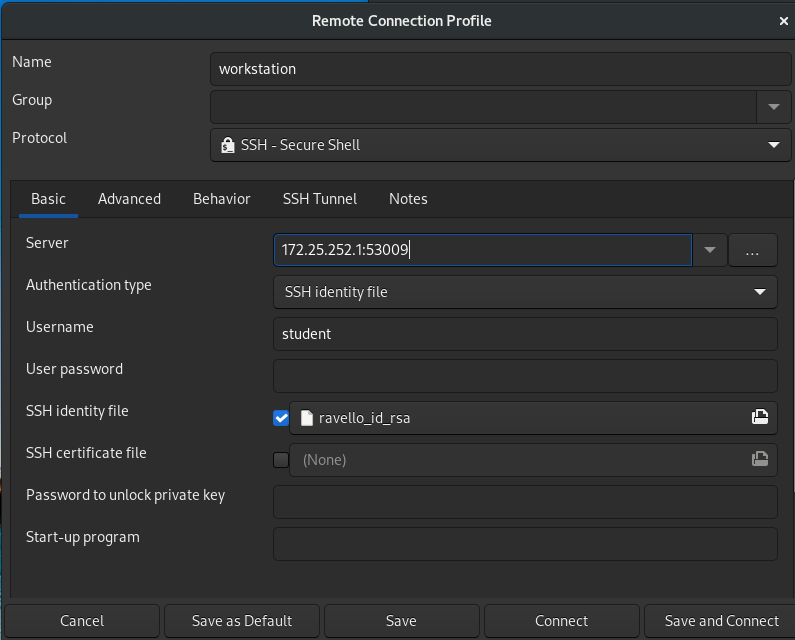 Remote Connection Profile
Name
workstation
Group
Protocol
SSH - Secure Shell
Basic Advanced Behavior SSH Tunnel Notes
Server
172.25.252.1:53009
...
Authentication type
SSH identity file
Username
student
User password
SSH identity file
ravello_id_rsa
SSH certificate file
(None)
Password to unlock private key
Start-up program
Cancel Save as Default Save Connect Save and Connect